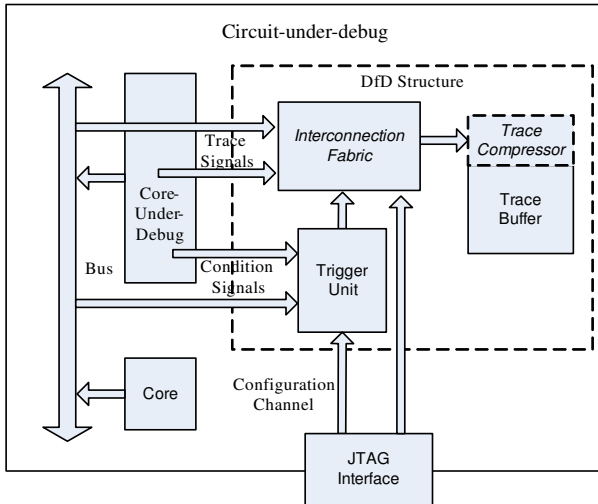 Circuit-under-debug
DfD Structure
Interconnection
Fabric
Trace
Compressor
Trace
Buffer
Trace
Signals
Core-
Under-
Debug
Bus
Condition
Signals
Trigger
Unit
Configuration
Channel
Core
JTAG
Interface